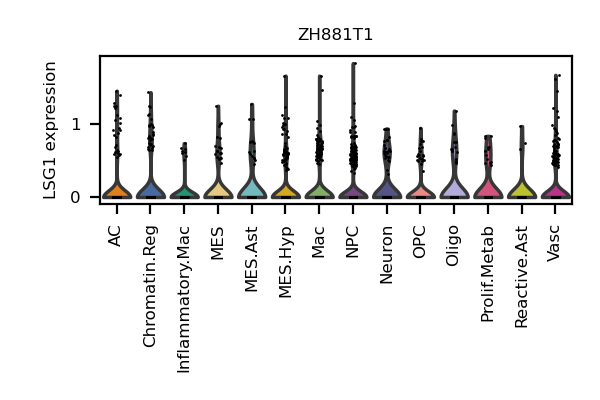 ZH881T1
LSG1 expression
1
0
AC
Chromatin.Reg
Inflammatory.Mac
MES
MES.Ast
MES.Hyp
Mac
NPC
Neuron
OPC
Oligo
Prolif.Metab
Reactive.Ast
Vasc